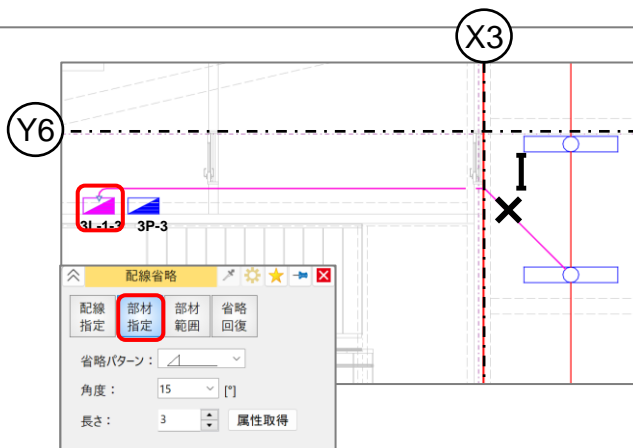 X3
Y6
3L-1-3 3P-3
配線省略
配線指定 部材指定 部材範囲 省略回復
省略パターン：
角度： 15 [°]
長さ： 3 属性取得